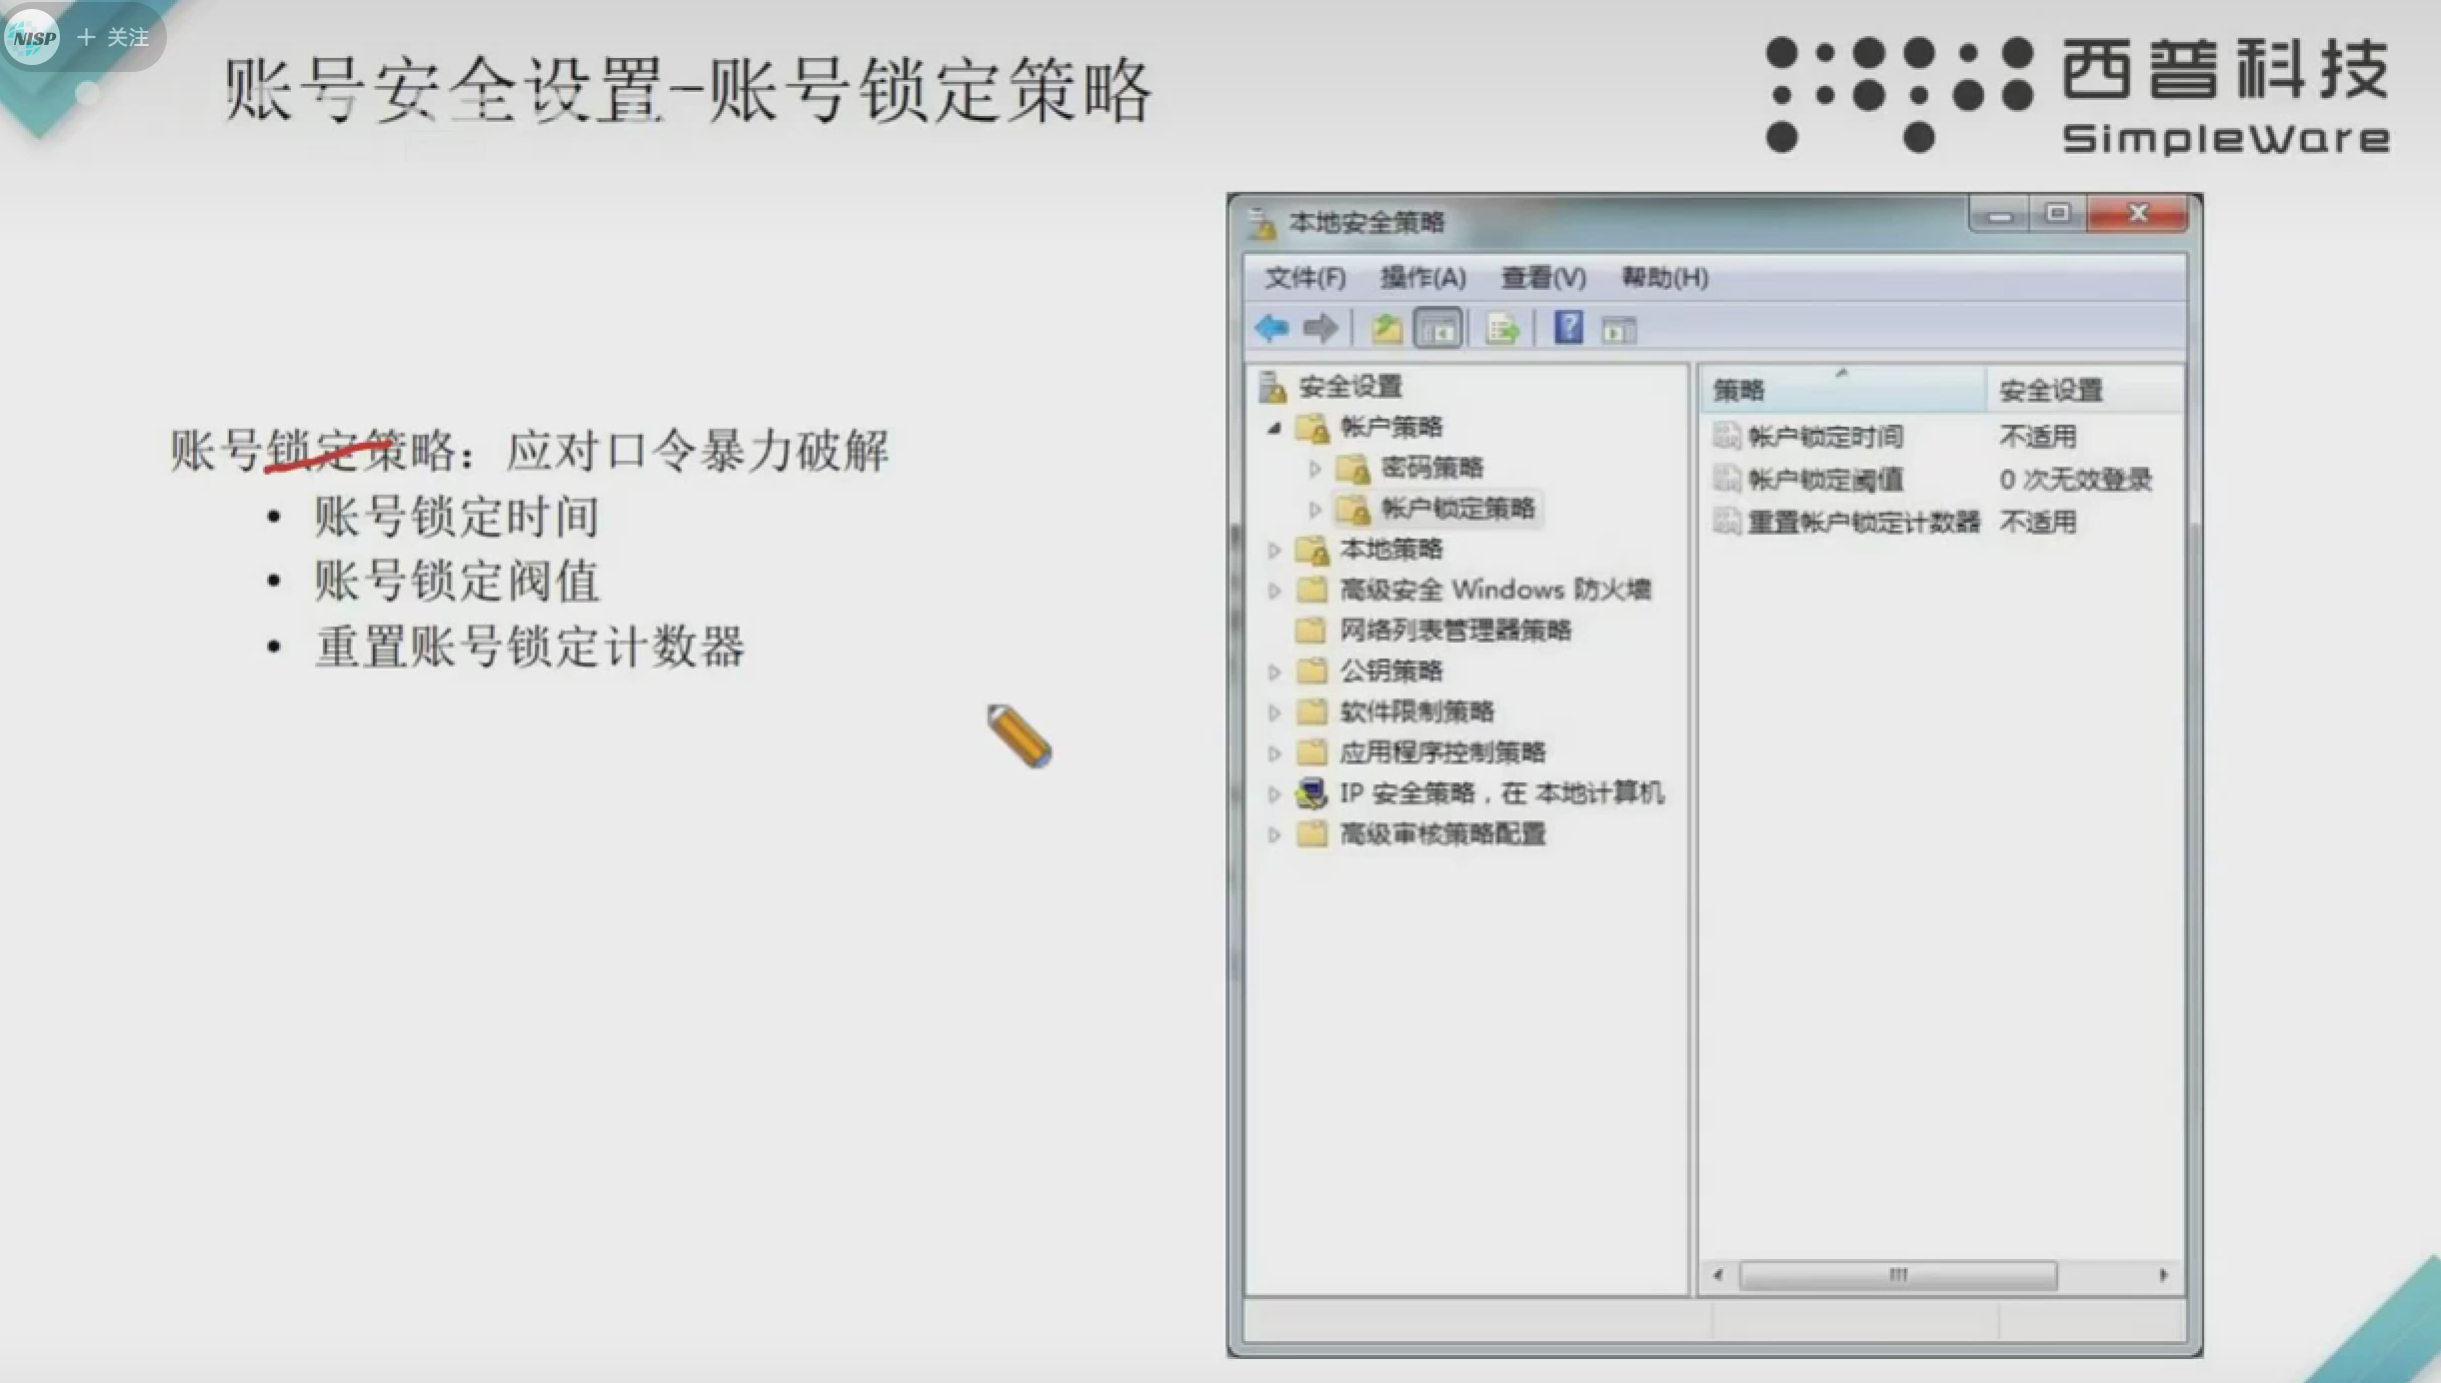 NISP + 关注
账号安全设置-账号锁定策略
西普科技
SimpleWare
账号锁定策略：应对口令暴力破解
• 账号锁定时间
• 账号锁定阀值
• 重置账号锁定计数器
本地安全策略
文件(F) 操作(A) 查看(V) 帮助(H)
安全设置
帐户策略
密码策略
帐户锁定策略
本地策略
高级安全 Windows 防火墙
网络列表管理器策略
公钥策略
软件限制策略
应用程序控制策略
IP 安全策略，在 本地计算机
高级审核策略配置
策略 安全设置
帐户锁定时间 不适用
帐户锁定阈值 0 次无效登录
重置帐户锁定计数器 不适用